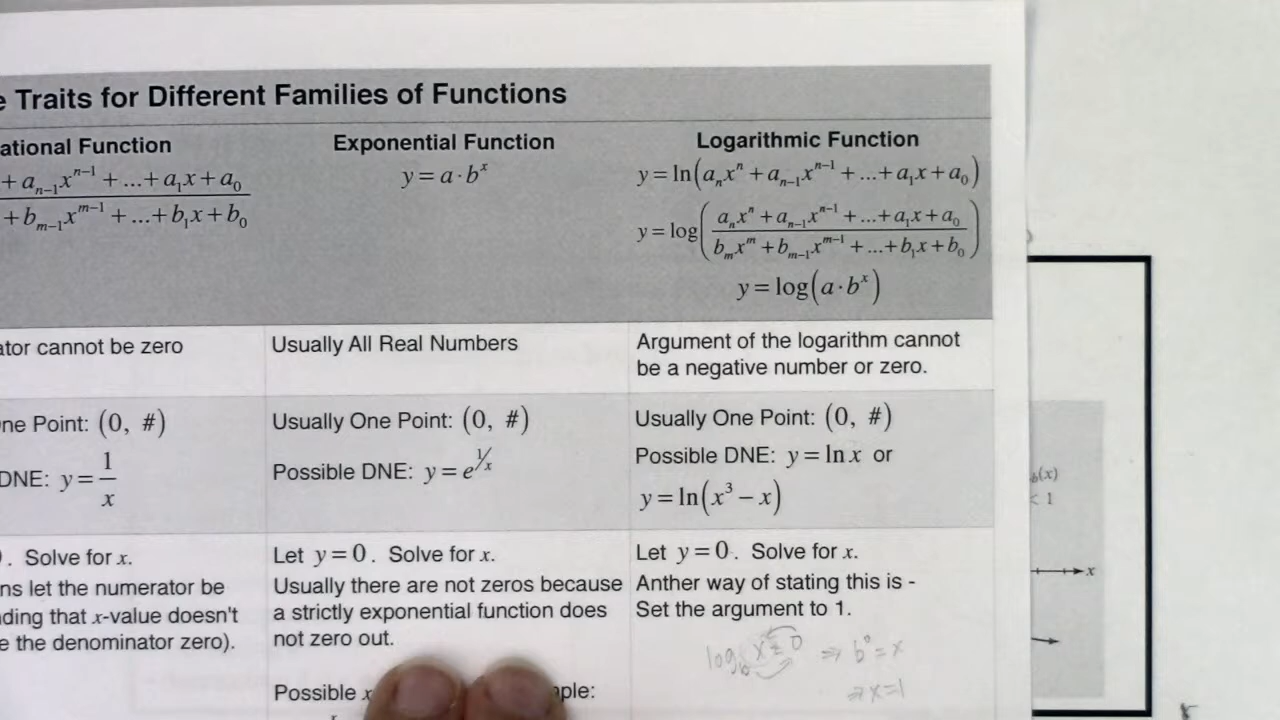 e Traits for Different Families of Functions
ational Function
Exponential Function
Logarithmic Function
+ a_{n-1}x^{n-1} + ... + a_1x + a_0
+ b_{m-1}x^{m-1} + ... + b_1x + b_0
y = a · b^x
y = ln(a_nx^n + a_{n-1}x^{n-1} + ... + a_1x + a_0)
y = log((a_nx^n + a_{n-1}x^{n-1} + ... + a_1x + a_0)/(b_mx^m + b_{m-1}x^{m-1} + ... + b_1x + b_0))
y = log(a · b^x)
ator cannot be zero
Usually All Real Numbers
Argument of the logarithm cannot
be a negative number or zero.
ne Point: (0, #)
DNE: y = 1/x
Usually One Point: (0, #)
Possible DNE: y = e^{1/x}
Usually One Point: (0, #)
Possible DNE: y = ln x or
y = ln(x^3 − x)
. Solve for x.
ns let the numerator be
ding that x-value doesn't
e the denominator zero).
Let y = 0. Solve for x.
Usually there are not zeros because
a strictly exponential function does
not zero out.
Possible x
ple:
Let y = 0. Solve for x.
Anther way of stating this is -
Set the argument to 1.
log_b x = 0 ⇒ b^0 = x
⇒ x = 1
b(x)
< 1
x